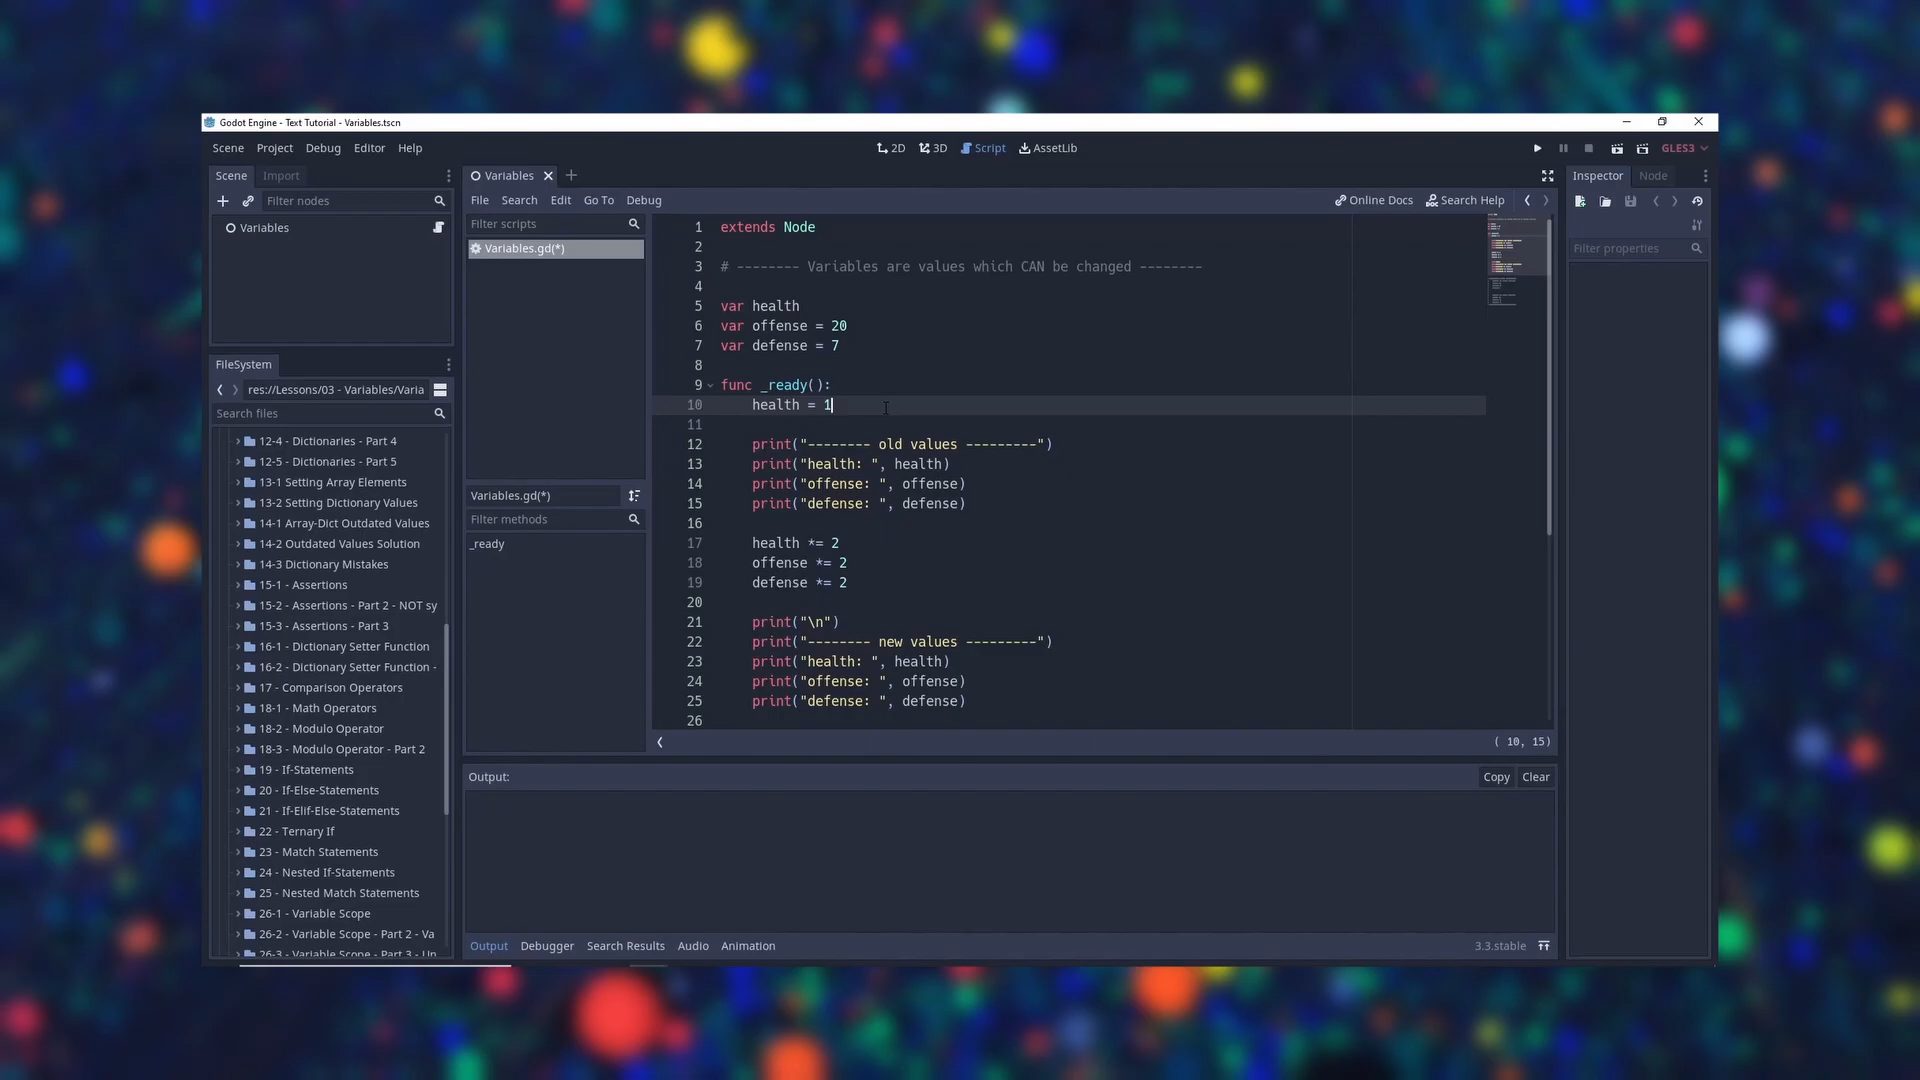 Godot Engine - Text Tutorial - Variables.tscn
Scene Project Debug Editor Help
2D 3D Script AssetLib
GLES3
Scene Import
Filter nodes
Variables
FileSystem
res://Lessons/03 - Variables/Varia
Search files
12-4 - Dictionaries - Part 4
12-5 - Dictionaries - Part 5
13-1 Setting Array Elements
13-2 Setting Dictionary Values
14-1 Array-Dict Outdated Values
14-2 Outdated Values Solution
14-3 Dictionary Mistakes
15-1 - Assertions
15-2 - Assertions - Part 2 - NOT sy
15-3 - Assertions - Part 3
16-1 - Dictionary Setter Function
16-2 - Dictionary Setter Function -
17 - Comparison Operators
18-1 - Math Operators
18-2 - Modulo Operator
18-3 - Modulo Operator - Part 2
19 - If-Statements
20 - If-Else-Statements
21 - If-Elif-Else-Statements
22 - Ternary If
23 - Match Statements
24 - Nested If-Statements
25 - Nested Match Statements
26-1 - Variable Scope
26-2 - Variable Scope - Part 2 - Va
26-3 - Variable Scope - Part 3 - Un
Variables
File Search Edit Go To Debug
Online Docs Search Help
Filter scripts
Variables.gd(*)
Variables.gd(*)
Filter methods
_ready
1 extends Node
2
3 # -------- Variables are values which CAN be changed --------
4
5 var health
6 var offense = 20
7 var defense = 7
8
9 func _ready():
10 health = 1
11
12 print("-------- old values ---------")
13 print("health: ", health)
14 print("offense: ", offense)
15 print("defense: ", defense)
16
17 health *= 2
18 offense *= 2
19 defense *= 2
20
21 print("\n")
22 print("-------- new values ---------")
23 print("health: ", health)
24 print("offense: ", offense)
25 print("defense: ", defense)
26
( 10, 15)
Output:
Copy Clear
Output Debugger Search Results Audio Animation
3.3.stable
Inspector Node
Filter properties